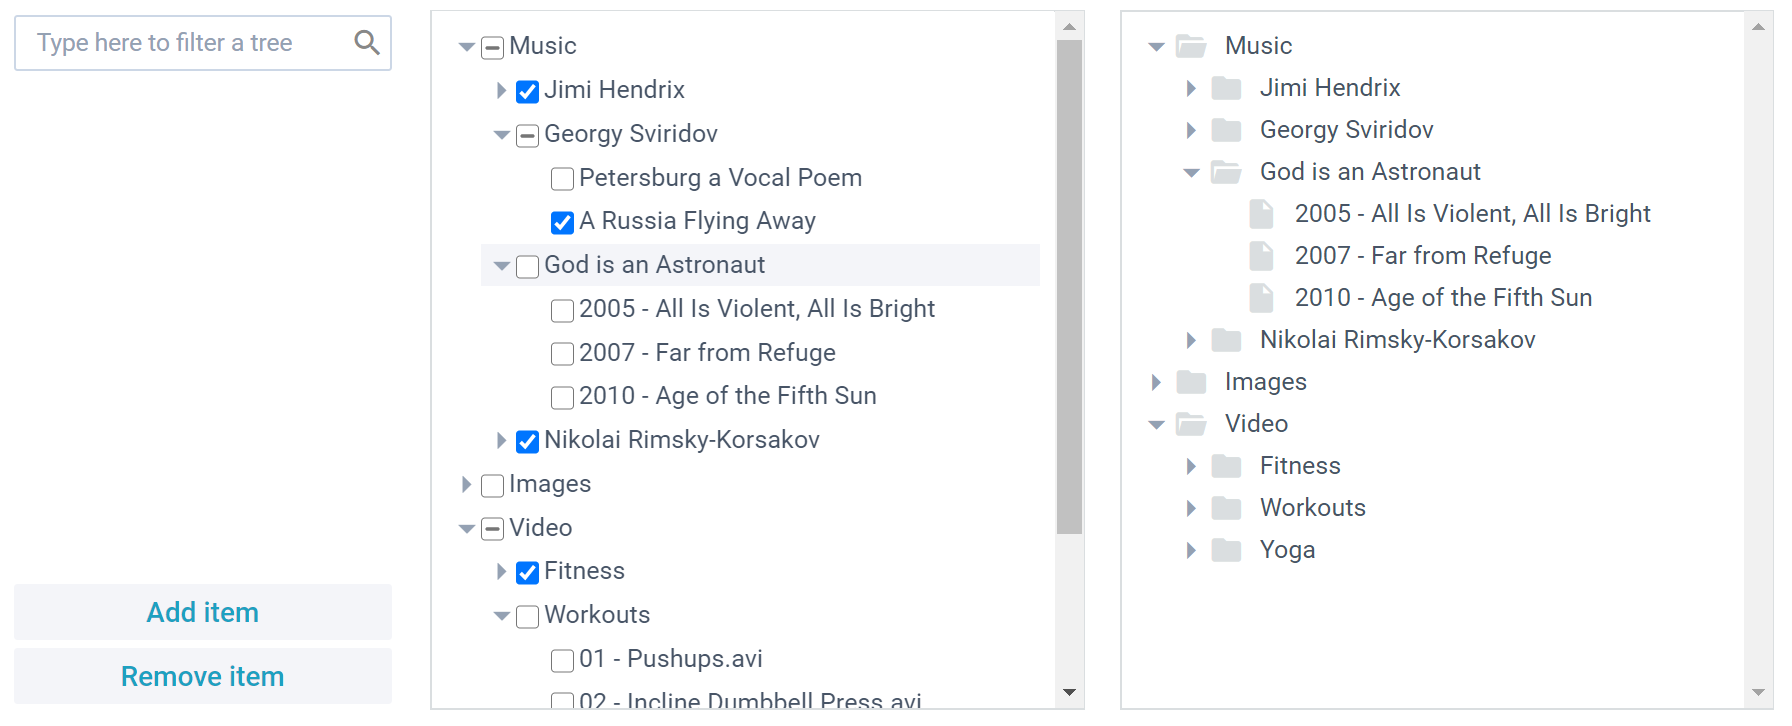 Type here to filter a tree
Add item
Remove item
Music
Jimi Hendrix
Georgy Sviridov
Petersburg a Vocal Poem
A Russia Flying Away
God is an Astronaut
2005 - All Is Violent, All Is Bright
2007 - Far from Refuge
2010 - Age of the Fifth Sun
Nikolai Rimsky-Korsakov
Images
Video
Fitness
Workouts
01 - Pushups.avi
02 - Incline Dumbbell Press.avi
Music
Jimi Hendrix
Georgy Sviridov
God is an Astronaut
2005 - All Is Violent, All Is Bright
2007 - Far from Refuge
2010 - Age of the Fifth Sun
Nikolai Rimsky-Korsakov
Images
Video
Fitness
Workouts
Yoga